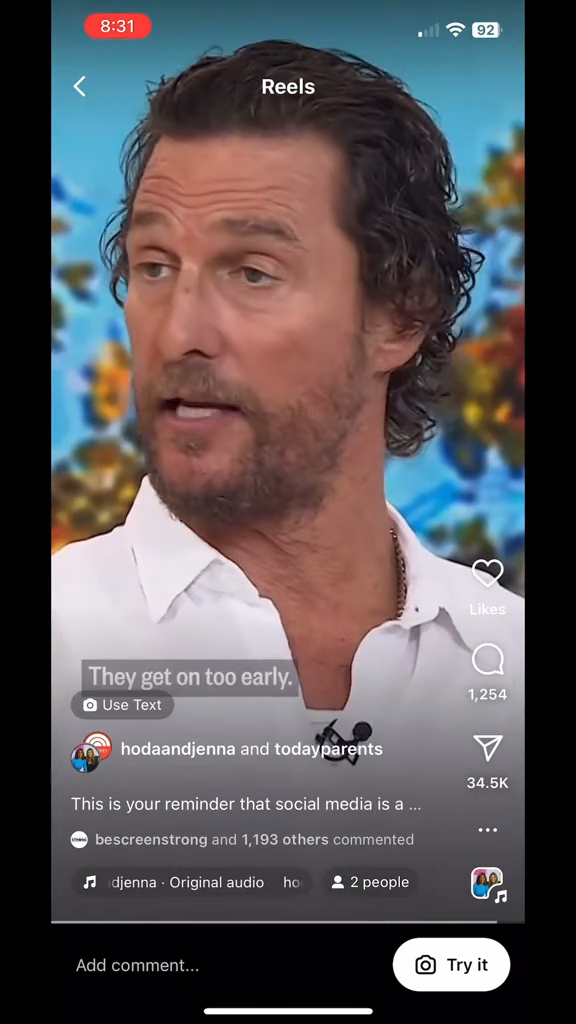 8:31
92
Reels
Likes
They get on too early.
Use Text
1,254
hodaandjenna and todayparents
34.5K
This is your reminder that social media is a ...
bescreenstrong and 1,193 others commented
djenna · Original audio ho
2 people
Add comment...
Try it